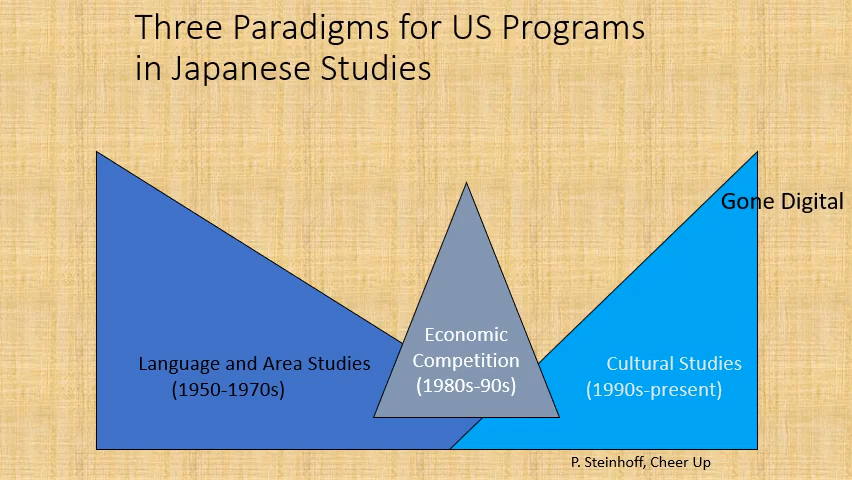 Three Paradigms for US Programs
in Japanese Studies
Gone Digital
Economic
Competition
(1980s-90s)
Language and Area Studies
(1950-1970s)
Cultural Studies
(1990s-present)
P. Steinhoff, Cheer Up